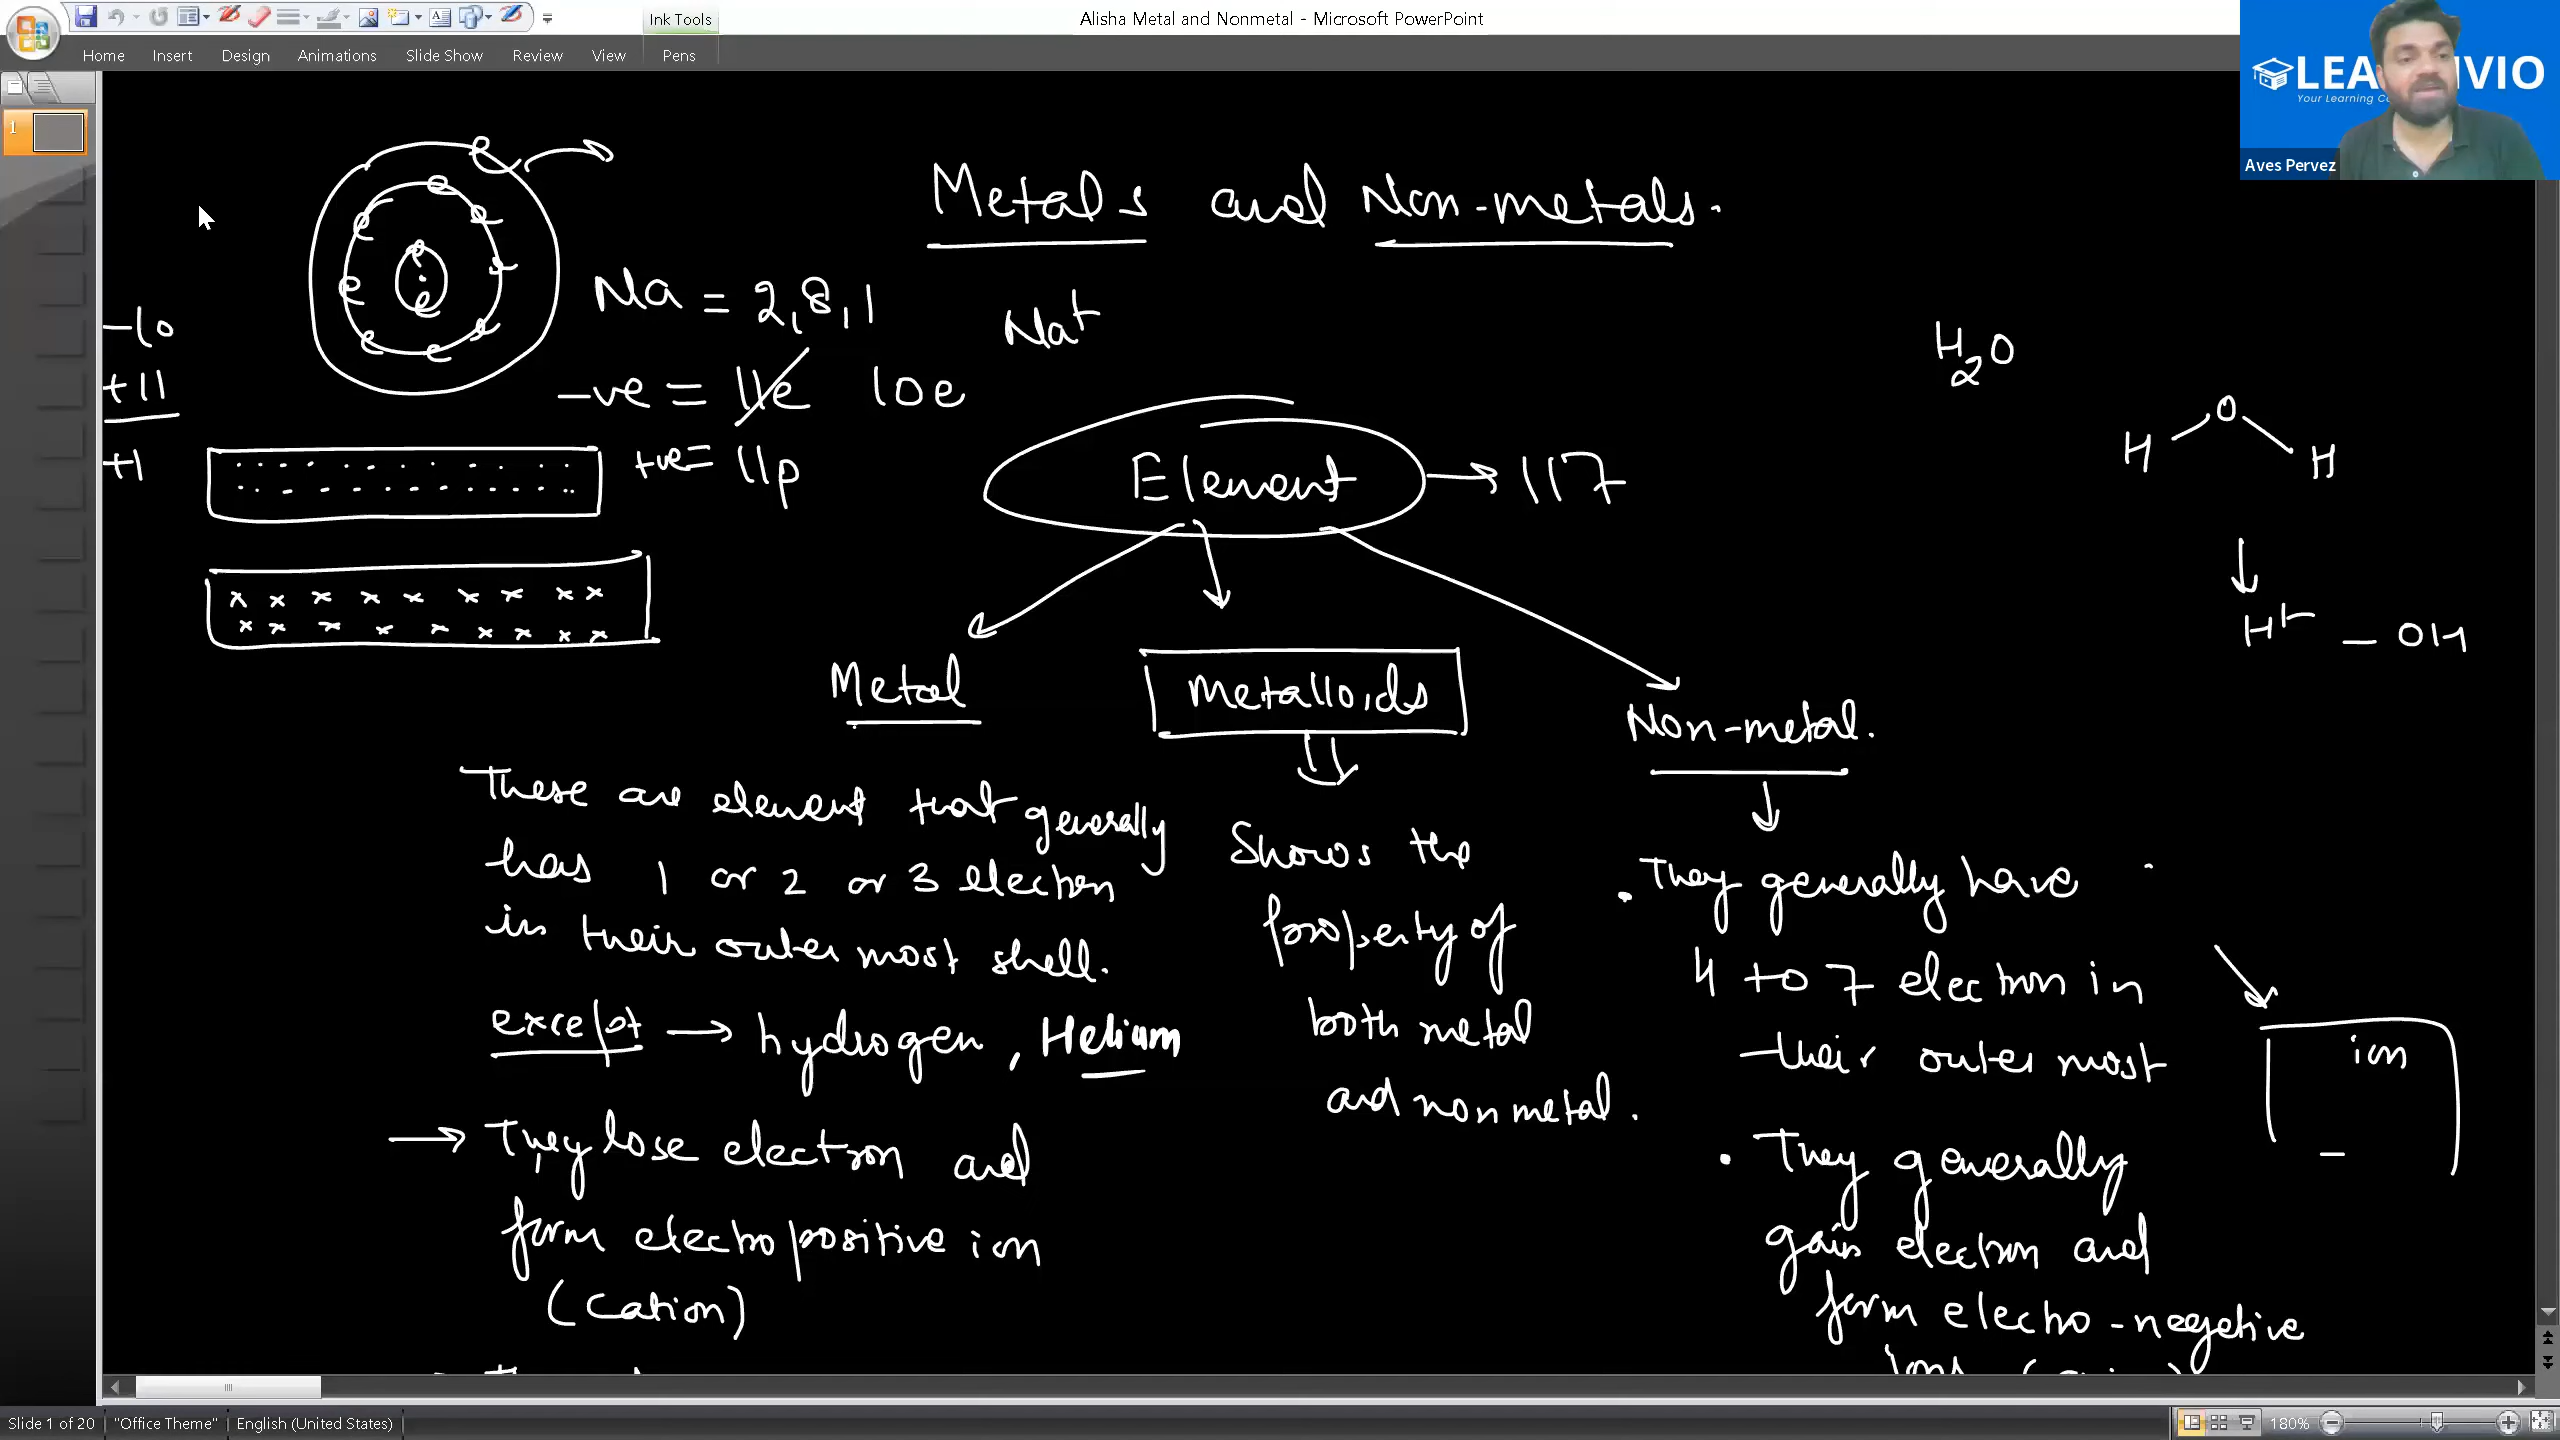 Ink Tools
Alisha Metal and Nonmetal - Microsoft PowerPoint
Home Insert Design Animations Slide Show Review View Pens
LEA VIO
Your Learning C
Aves Pervez
1
Metals and Non-metals.
Na = 2,8,1
Na+
-ve = 11e 10e
+ve = 11p
-10
+11
+1
H2O
O
H H
H+ - OH
Element → 117
Metal
Metalloids
Non-metal.
These are element that generally
has 1 or 2 or 3 electron
in their outer most shell.
except → hydrogen, Helium
→ They lose electron and
form electropositive ion
(cation)
Shows the
property of
both metal
and non metal.
• They generally have
4 to 7 electron in
their outer most
• They generally
gain electron and
form electro-negetive
ion
-
Slide 1 of 20 "Office Theme" English (United States)
180%